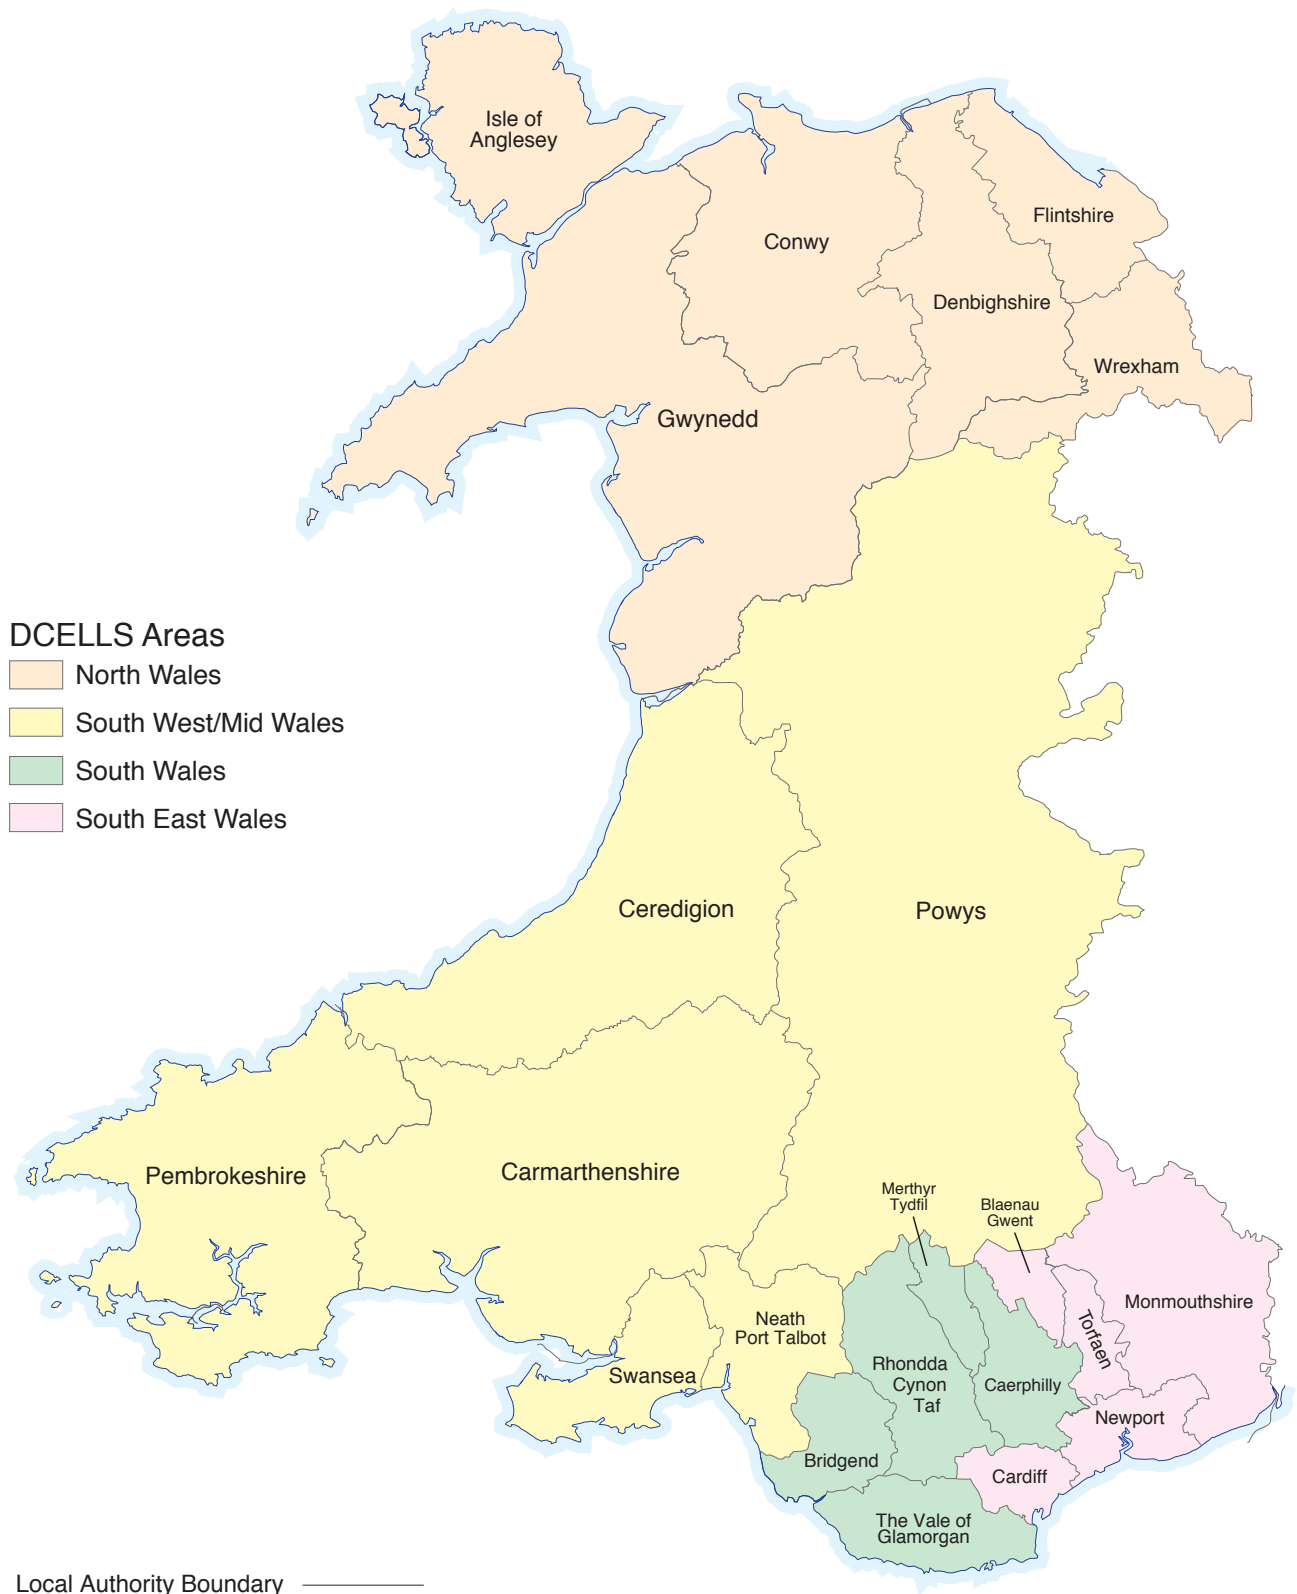 Isle of
Anglesey
Flintshire
Conwy
Denbighshire
Wrexham
Gwynedd
DCELLS Areas
North Wales
South West/Mid Wales
South Wales
South East Wales
Ceredigion
Powys
Pembrokeshire
Carmarthenshire
Merthyr
Tydfil
Blaenau
Gwent
Monmouthshire
Neath
Port Talbot
Torfaen
Swansea
Rhondda
Cynon
Taf
Caerphilly
Newport
Bridgend
Cardiff
The Vale of
Glamorgan
Local Authority Boundary